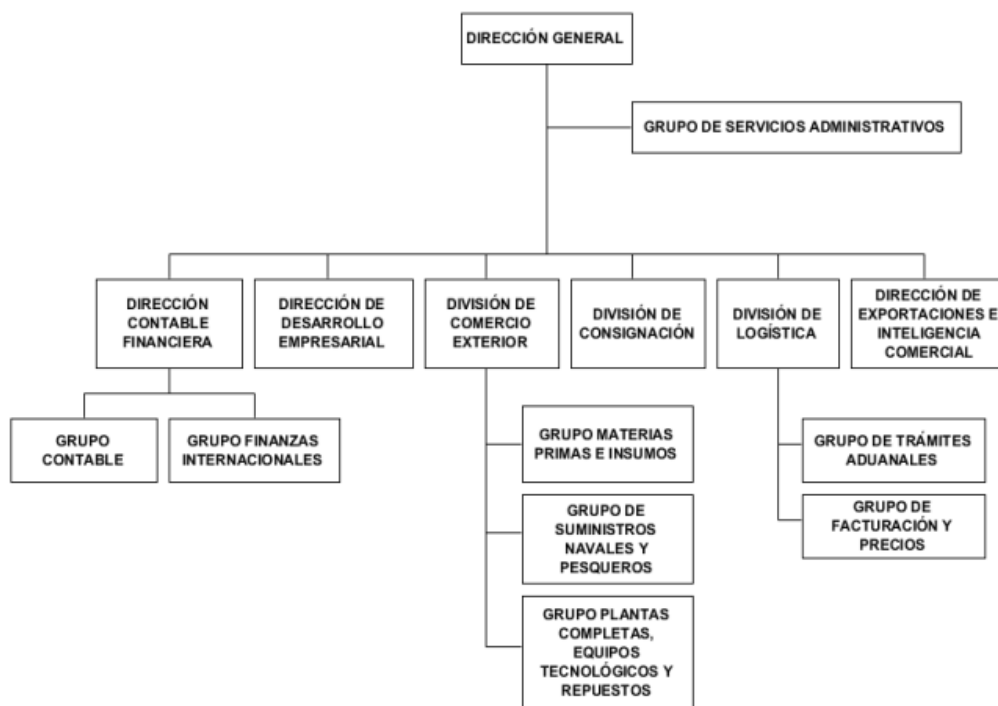 DIRECCIÓN GENERAL
GRUPO DE SERVICIOS ADMINISTRATIVOS
DIRECCIÓN
CONTABLE
FINANCIERA
DIRECCIÓN DE
DESARROLLO
EMPRESARIAL
DIVISIÓN DE
COMERCIO
EXTERIOR
DIVISIÓN DE
CONSIGNACIÓN
DIVISIÓN DE
LOGÍSTICA
DIRECCIÓN DE
EXPORTACIONES E
INTELIGENCIA
COMERCIAL
GRUPO
CONTABLE
GRUPO FINANZAS
INTERNACIONALES
GRUPO MATERIAS
PRIMAS E INSUMOS
GRUPO DE
SUMINISTROS
NAVALES Y
PESQUEROS
GRUPO PLANTAS
COMPLETAS,
EQUIPOS
TECNOLÓGICOS Y
REPUESTOS
GRUPO DE TRÁMITES
ADUANALES
GRUPO DE
FACTURACIÓN Y
PRECIOS